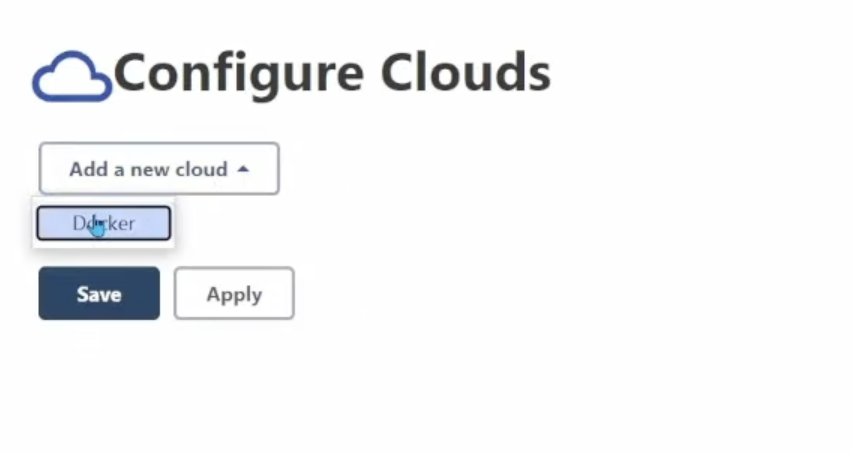 Configure Clouds
Add a new cloud
Docker
Save
Apply